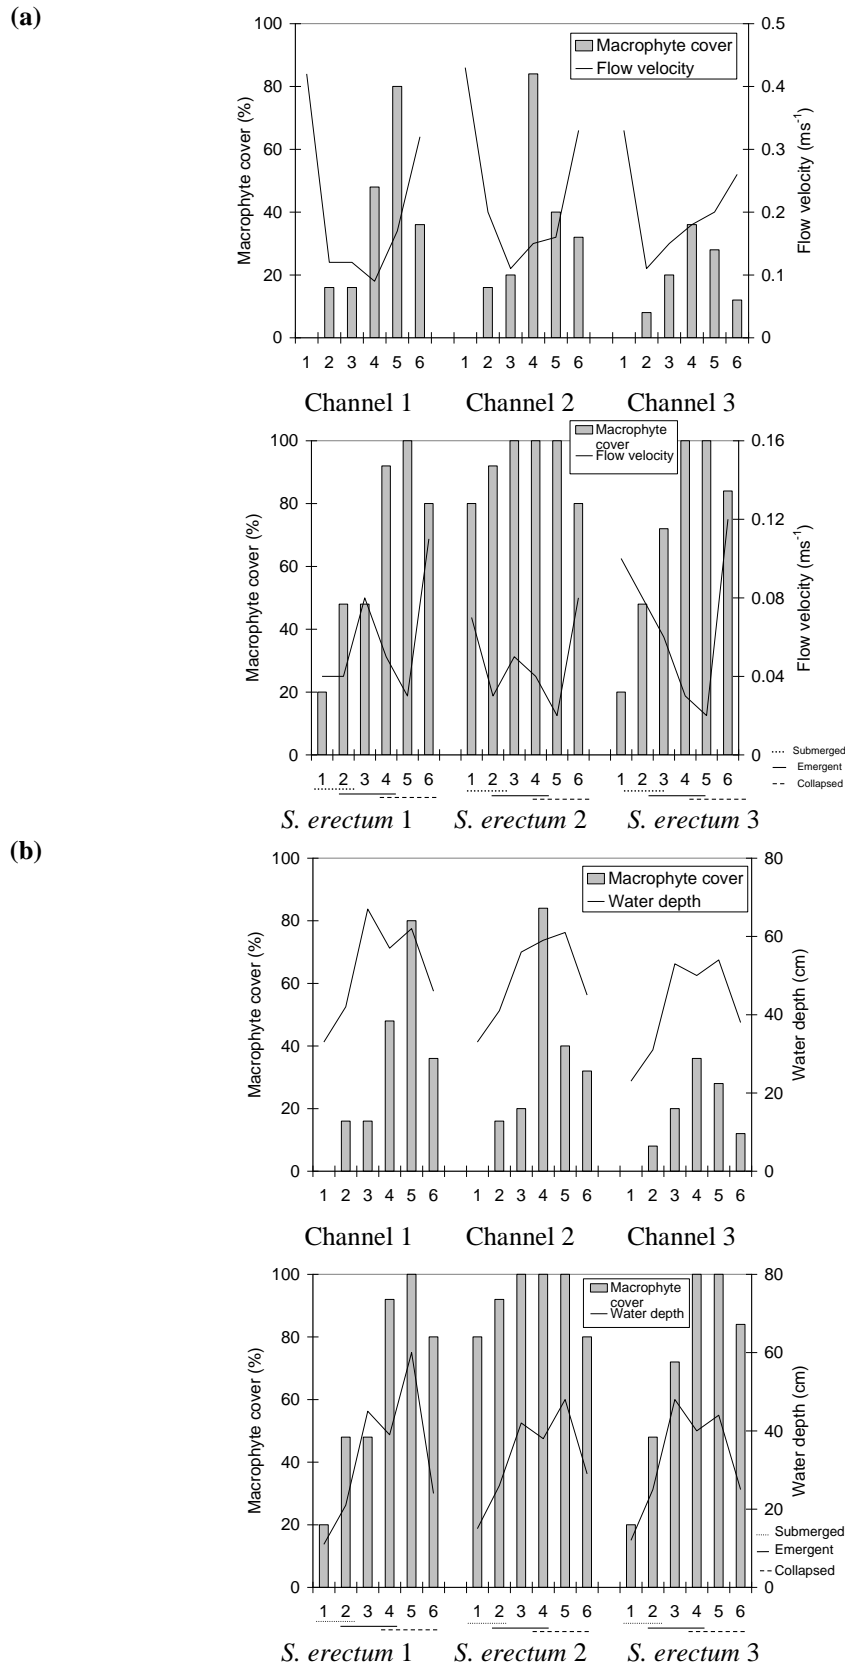 (a)
100
80
60
40
20
0
Macrophyte cover (%)
0.5
0.4
0.3
0.2
0.1
0
Flow velocity (ms-1)
Macrophyte cover
Flow velocity
1 2 3 4 5 6 1 2 3 4 5 6 1 2 3 4 5 6
Channel 1 Channel 2 Channel 3
100
80
60
40
20
0
Macrophyte cover (%)
0.16
0.12
0.08
0.04
0
Flow velocity (ms-1)
Macrophyte
cover
Flow velocity
Submerged
Emergent
Collapsed
1 2 3 4 5 6 1 2 3 4 5 6 1 2 3 4 5 6
S. erectum 1 S. erectum 2 S. erectum 3
(b)
100
80
60
40
20
0
Macrophyte cover (%)
80
60
40
20
0
Water depth (cm)
Macrophyte cover
Water depth
1 2 3 4 5 6 1 2 3 4 5 6 1 2 3 4 5 6
Channel 1 Channel 2 Channel 3
100
80
60
40
20
0
Macrophyte cover (%)
80
60
40
20
0
Water depth (cm)
Macrophyte
cover
Water depth
Submerged
Emergent
Collapsed
1 2 3 4 5 6 1 2 3 4 5 6 1 2 3 4 5 6
S. erectum 1 S. erectum 2 S. erectum 3